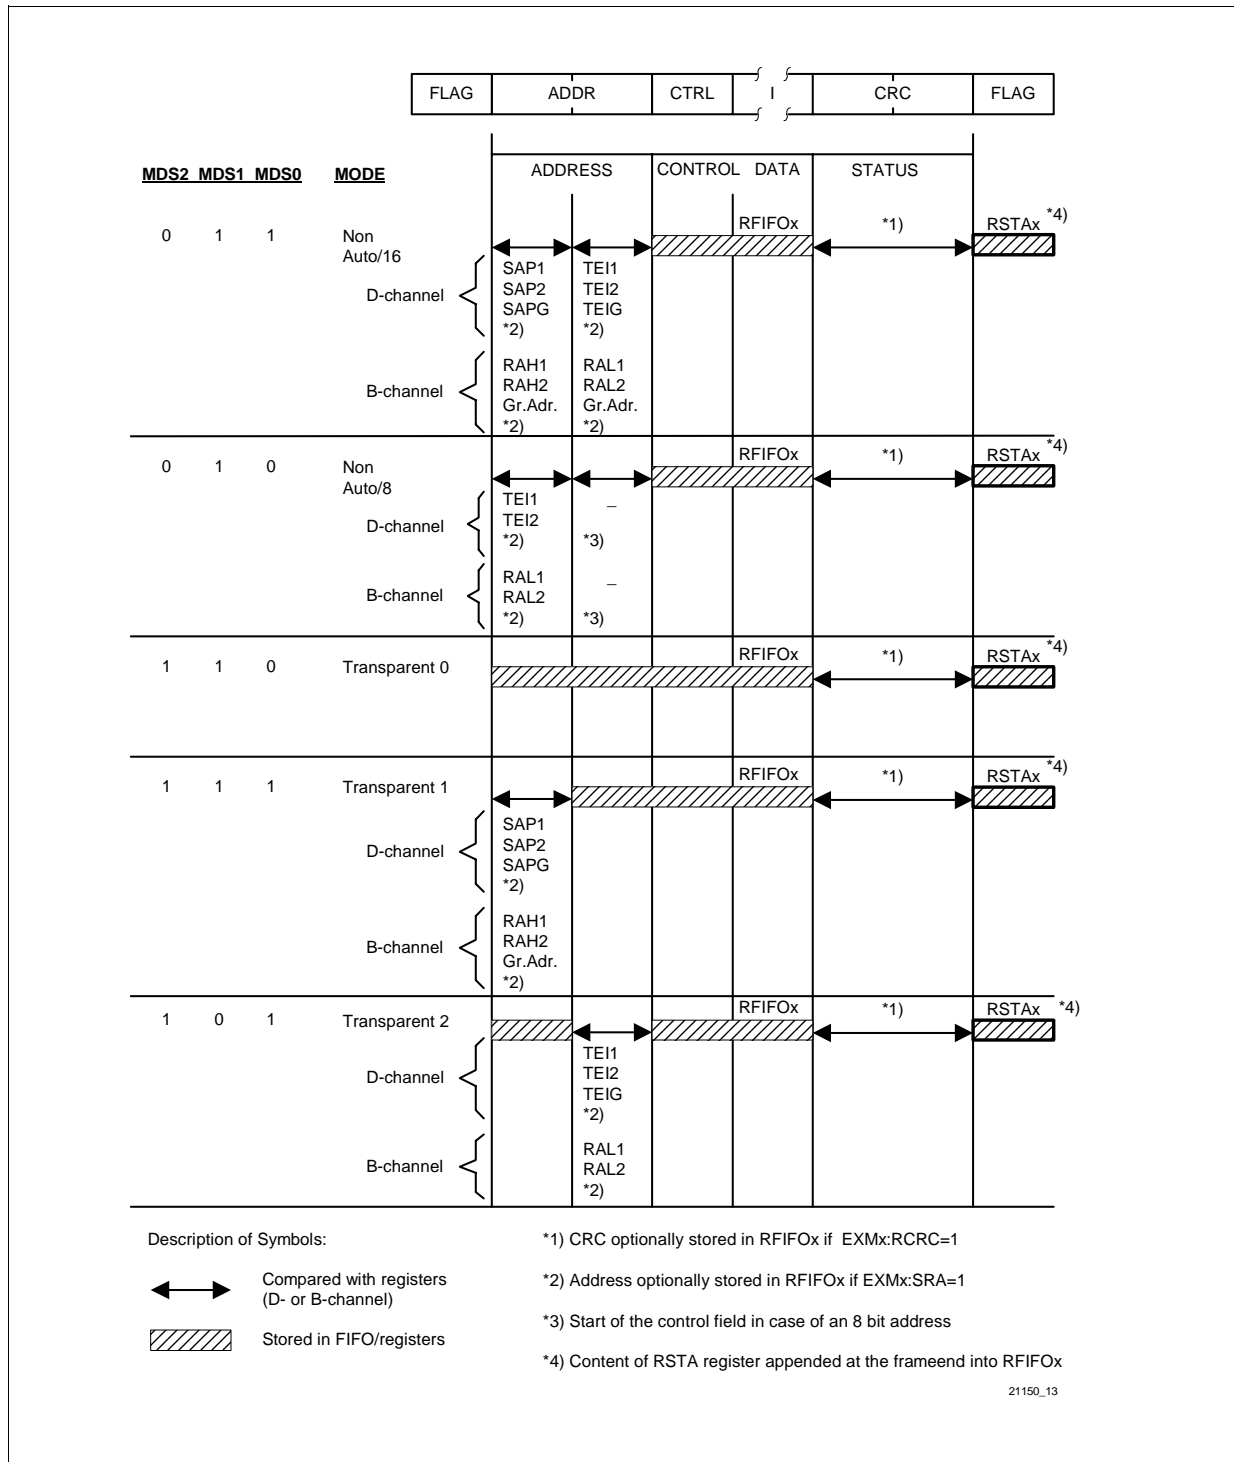 FLAG ADDR CTRL I CRC FLAG
MDS2 MDS1 MDS0 MODE ADDRESS CONTROL DATA STATUS
0 1 1 Non Auto/16 RFIFOx *1) RSTAx *4)
D-channel
SAP1 TEI1
SAP2 TEI2
SAPG TEIG
*2) *2)
B-channel
RAH1 RAL1
RAH2 RAL2
Gr.Adr. Gr.Adr.
*2) *2)
0 1 0 Non Auto/8 RFIFOx *1) RSTAx *4)
D-channel
TEI1 –
TEI2
*2) *3)
B-channel
RAL1 –
RAL2
*2) *3)
1 1 0 Transparent 0 RFIFOx *1) RSTAx *4)
1 1 1 Transparent 1 RFIFOx *1) RSTAx *4)
D-channel
SAP1
SAP2
SAPG
*2)
B-channel
RAH1
RAH2
Gr.Adr.
*2)
1 0 1 Transparent 2 RFIFOx *1) RSTAx *4)
D-channel
TEI1
TEI2
TEIG
*2)
B-channel
RAL1
RAL2
*2)
Description of Symbols:
Compared with registers
(D- or B-channel)
Stored in FIFO/registers
*1) CRC optionally stored in RFIFOx if EXMx:RCRC=1
*2) Address optionally stored in RFIFOx if EXMx:SRA=1
*3) Start of the control field in case of an 8 bit address
*4) Content of RSTA register appended at the frameend into RFIFOx
21150_13